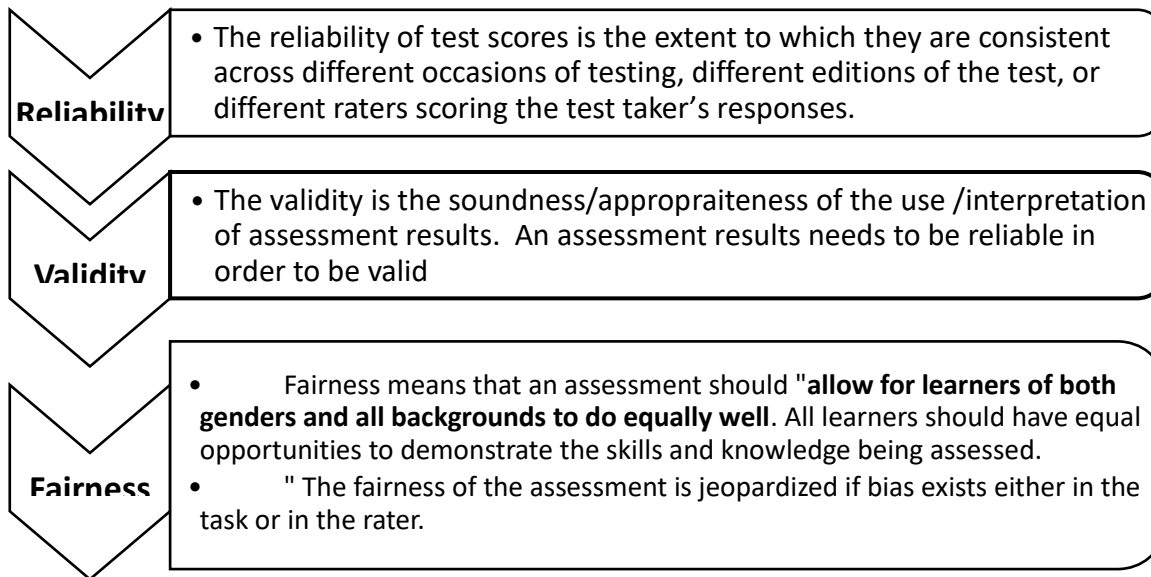 Reliability
• The reliability of test scores is the extent to which they are consistent
across different occasions of testing, different editions of the test, or
different raters scoring the test taker’s responses.
Validity
• The validity is the soundness/appropraiteness of the use /interpretation
of assessment results.  An assessment results needs to be reliable in
order to be valid
Fairness
• Fairness means that an assessment should "allow for learners of both
genders and all backgrounds to do equally well. All learners should have equal
opportunities to demonstrate the skills and knowledge being assessed.
• " The fairness of the assessment is jeopardized if bias exists either in the
task or in the rater.